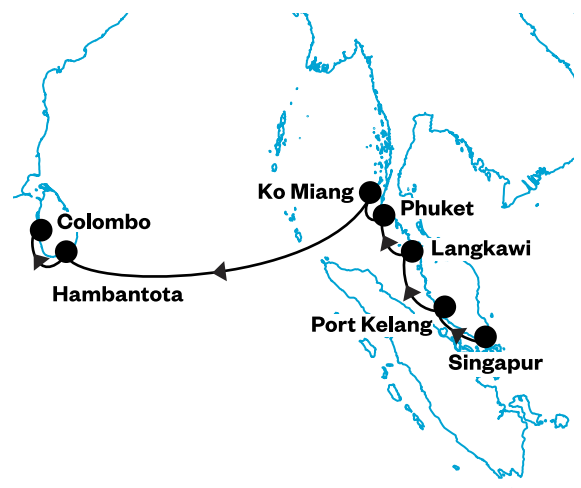 Ko Miang
Phuket
Colombo
Langkawi
Hambantota
Port Kelang
Singapur